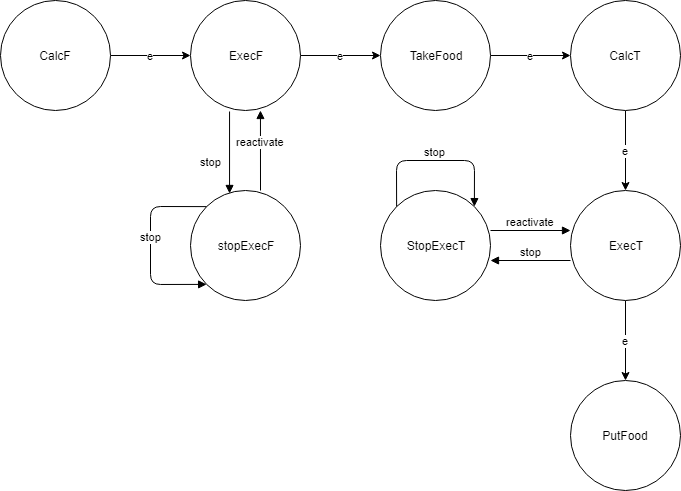 CalcF
e
ExecF
e
TakeFood
e
CalcT
stop
reactivate
stop
e
stop
stopExecF
StopExecT
reactivate
stop
ExecT
e
PutFood